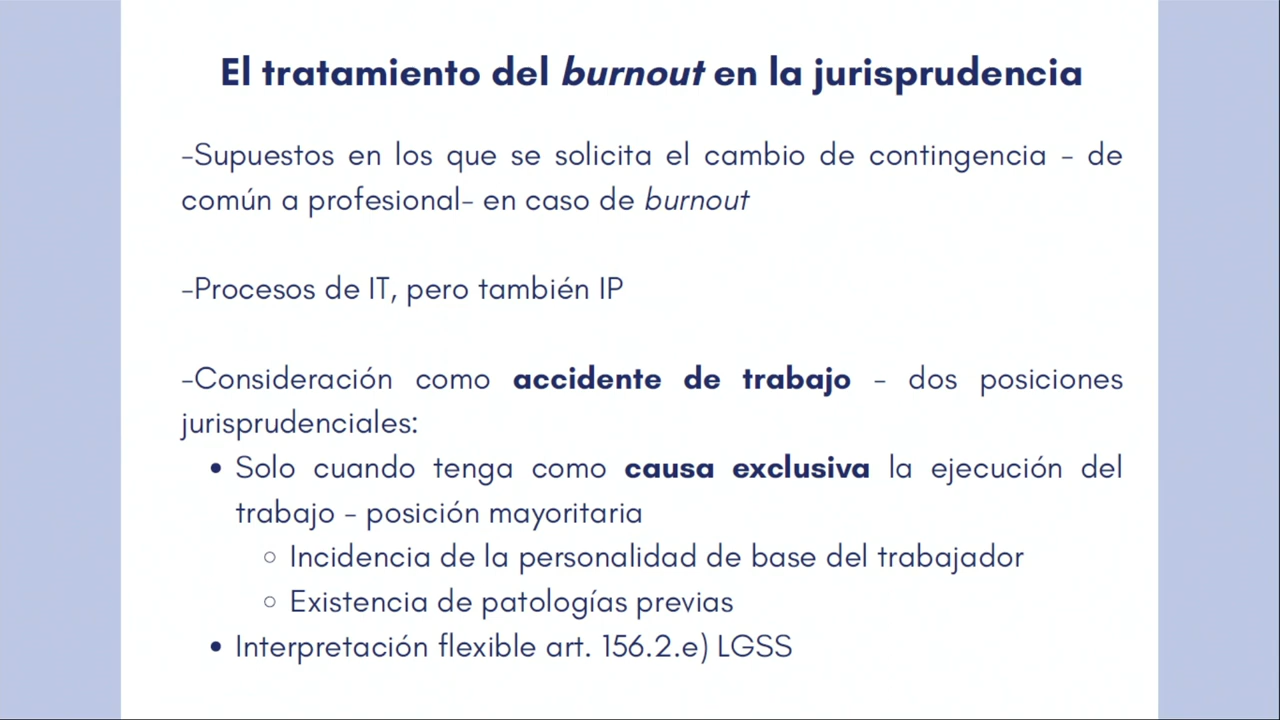 El tratamiento del burnout en la jurisprudencia
-Supuestos en los que se solicita el cambio de contingencia - de
común a profesional- en caso de burnout
-Procesos de IT, pero también IP
-Consideración como accidente de trabajo - dos posiciones
jurisprudenciales:
• Solo cuando tenga como causa exclusiva la ejecución del
trabajo - posición mayoritaria
○ Incidencia de la personalidad de base del trabajador
○ Existencia de patologías previas
• Interpretación flexible art. 156.2.e) LGSS